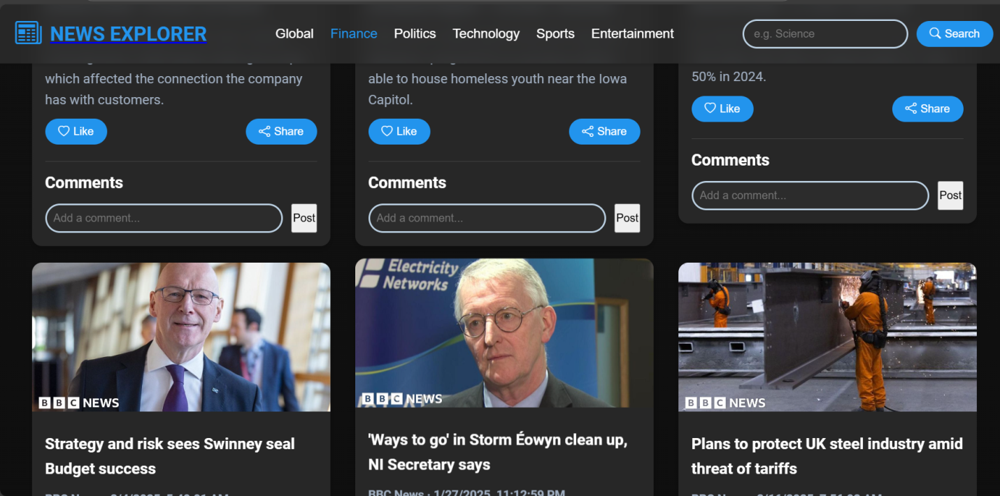 NEWS EXPLORER
Global Finance Politics Technology Sports Entertainment
e.g. Science
Search
which affected the connection the company
has with customers.
Like Share
Comments
Add a comment... Post
able to house homeless youth near the Iowa
Capitol.
Like Share
Comments
Add a comment... Post
50% in 2024.
Like Share
Comments
Add a comment... Post
BBC NEWS
Strategy and risk sees Swinney seal
Budget success
Electricity
Networks
BBC NEWS
'Ways to go' in Storm Éowyn clean up,
NI Secretary says
BBC News · 1/27/2025, 11:12:59 PM
BBC NEWS
Plans to protect UK steel industry amid
threat of tariffs